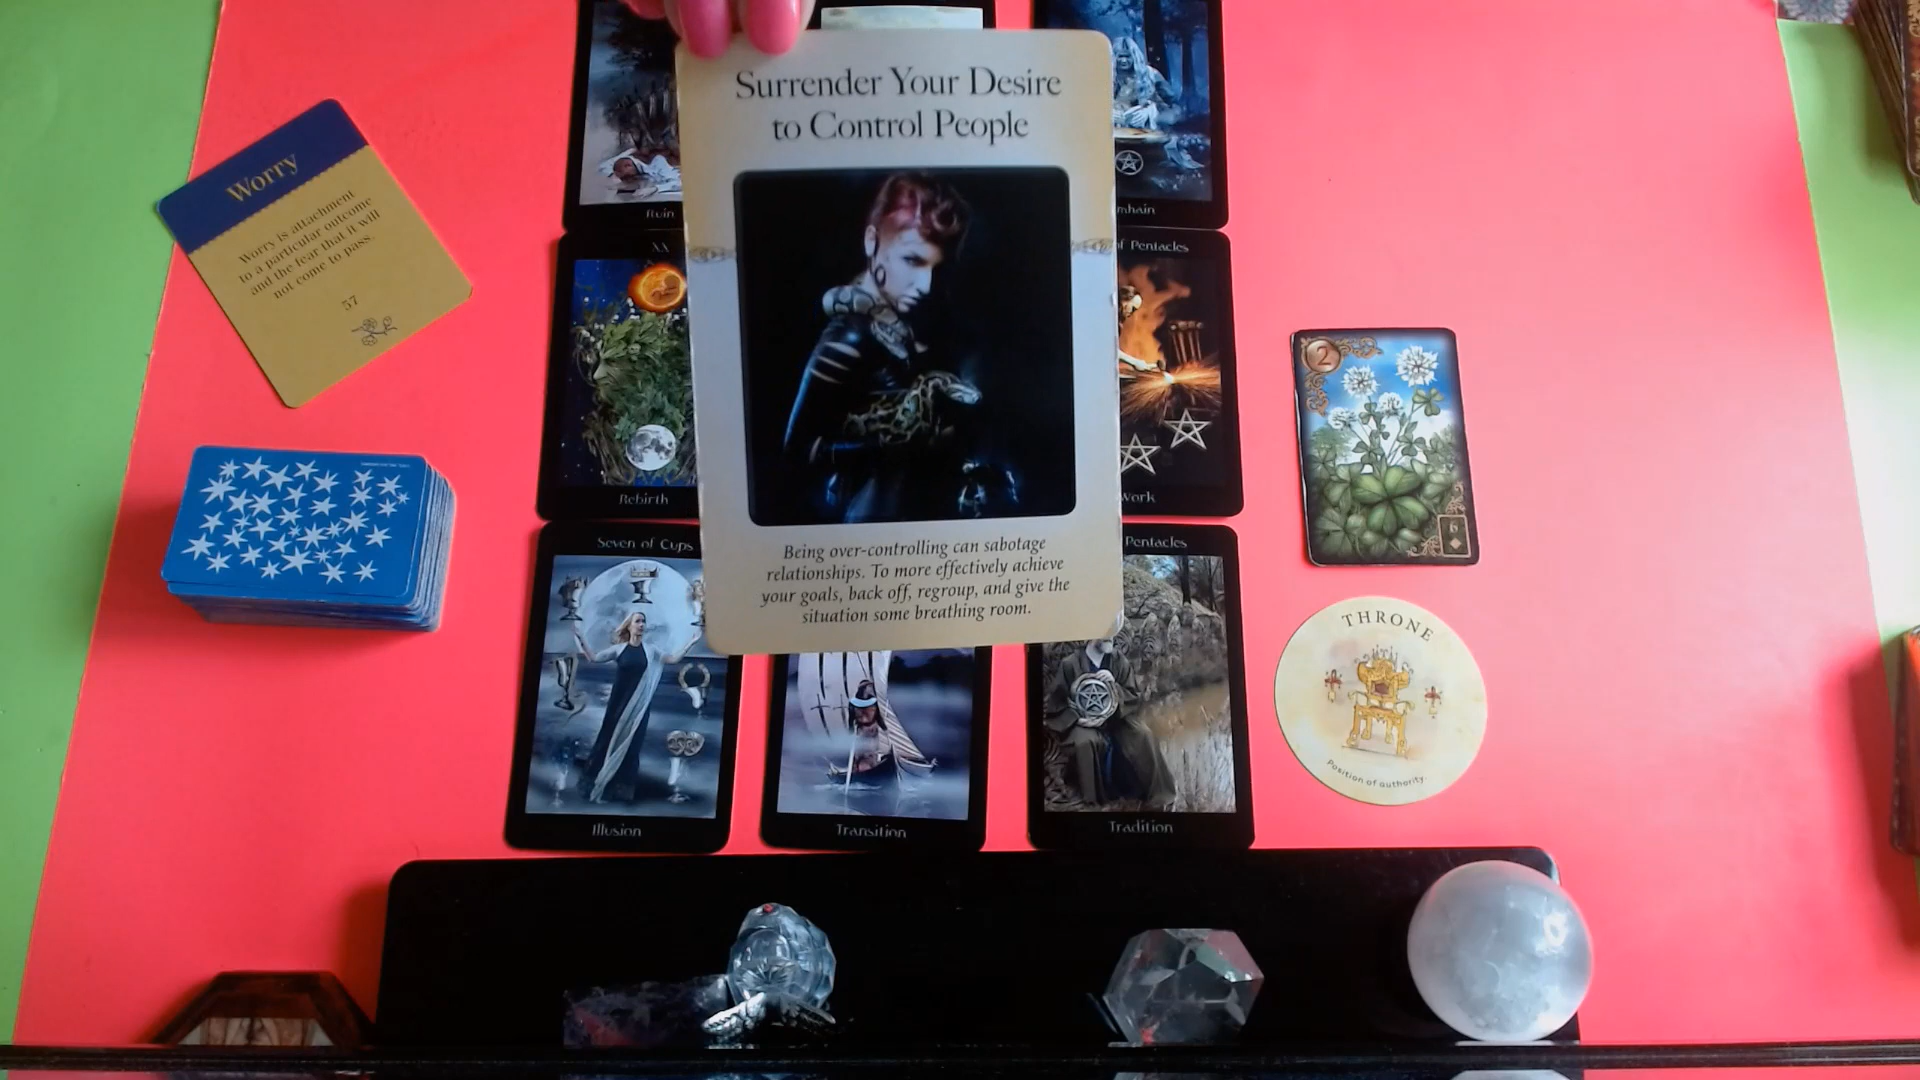 Surrender Your Desire
to Control People
Being over-controlling can sabotage
relationships. To more effectively achieve
your goals, back off, regroup, and give the
situation some breathing room.
Worry
Worry is attachment
to a particular outcome
and the fear that it will
not come to pass.
57
Ruin
mhain
XX
Rebirth
of Pentacles
Work
Seven of Cups
Illusion
Transition
Pentacles
Tradition
2
6
THRONE
Position of authority.